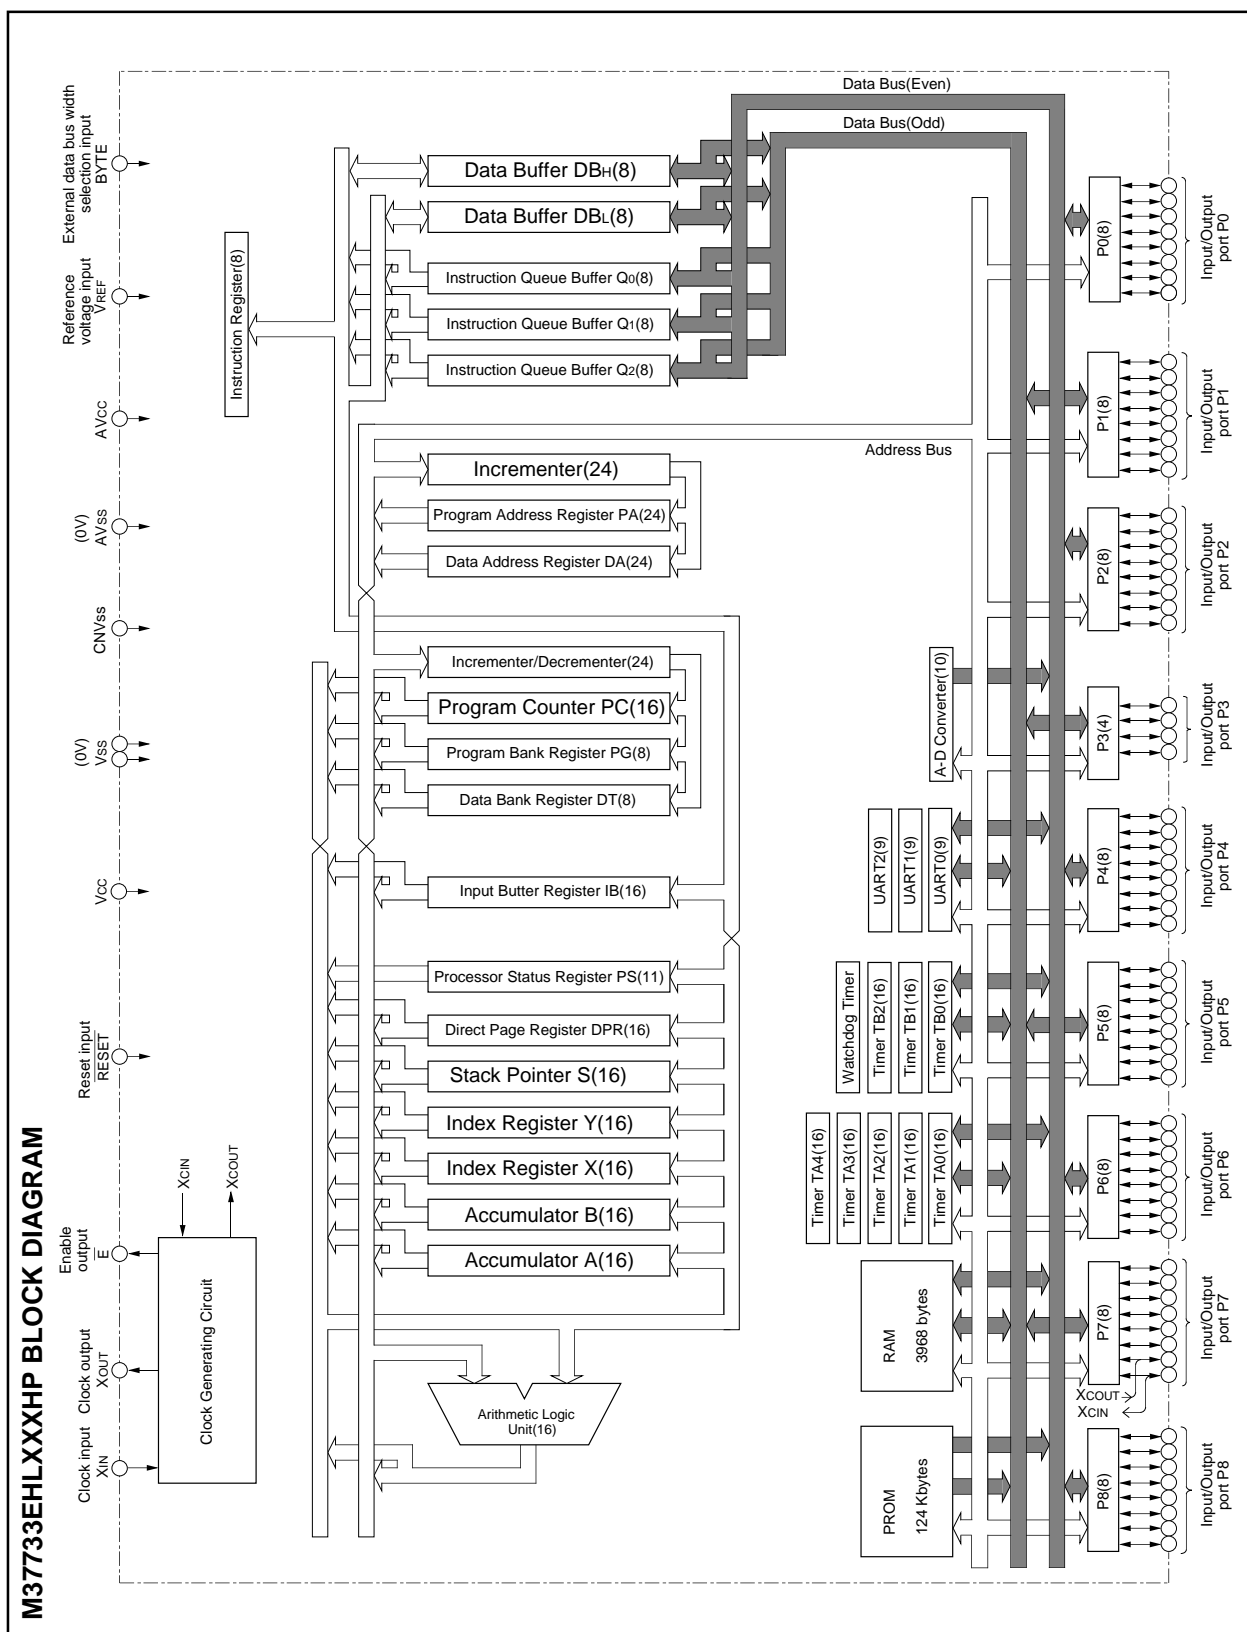 M37733EHLXXXHP BLOCK DIAGRAM
Data Bus(Even)
Data Bus(Odd)
Address Bus
External data bus width
selection input
BYTE
Reference
voltage input
VREF
AVCC
(0V)
AVSS
CNVSS
(0V)
VSS
VCC
Reset input
RESET
Enable
output
E
Clock output
XOUT
Clock input
XIN
XCIN
XCOUT
Clock Generating Circuit
Instruction Register(8)
Data Buffer DBH(8)
Data Buffer DBL(8)
Instruction Queue Buffer Q0(8)
Instruction Queue Buffer Q1(8)
Instruction Queue Buffer Q2(8)
Incrementer(24)
Program Address Register PA(24)
Data Address Register DA(24)
Incrementer/Decrementer(24)
Program Counter PC(16)
Program Bank Register PG(8)
Data Bank Register DT(8)
Input Butter Register IB(16)
Processor Status Register PS(11)
Direct Page Register DPR(16)
Stack Pointer S(16)
Index Register Y(16)
Index Register X(16)
Accumulator B(16)
Accumulator A(16)
Arithmetic Logic
Unit(16)
A-D Converter(10)
UART2(9)
UART1(9)
UART0(9)
Watchdog Timer
Timer TB2(16)
Timer TB1(16)
Timer TB0(16)
Timer TA4(16)
Timer TA3(16)
Timer TA2(16)
Timer TA1(16)
Timer TA0(16)
RAM
3968 bytes
PROM
124 Kbytes
P0(8)
Input/Output
port P0
P1(8)
Input/Output
port P1
P2(8)
Input/Output
port P2
P3(4)
Input/Output
port P3
P4(8)
Input/Output
port P4
P5(8)
Input/Output
port P5
P6(8)
Input/Output
port P6
P7(8)
Input/Output
port P7
XCOUT
XCIN
P8(8)
Input/Output
port P8